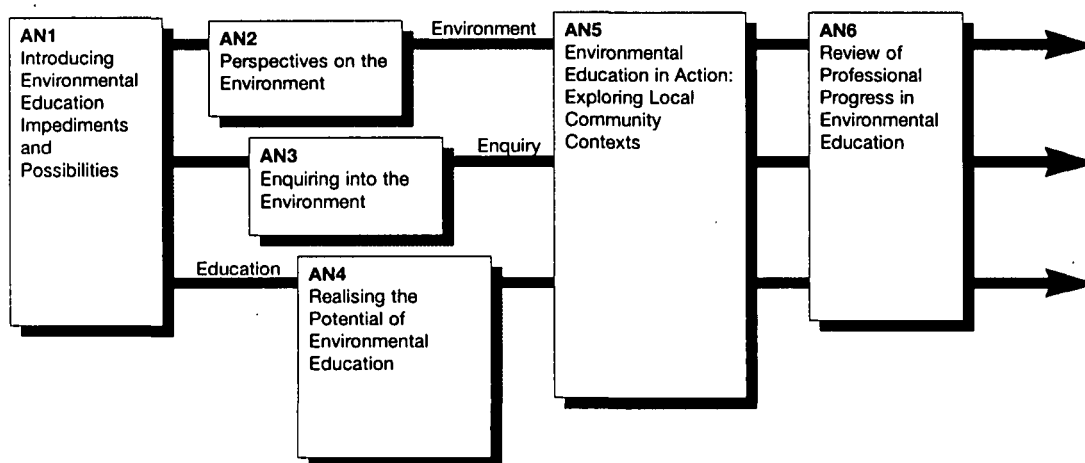 AN1
Introducing
Environmental
Education
Impediments
and
Possibilities
AN2
Perspectives on the
Environment
Environment
AN3
Enquiring into the
Environment
Enquiry
Education
AN4
Realising the
Potential of
Environmental
Education
AN5
Environmental
Education in Action:
Exploring Local
Community
Contexts
AN6
Review of
Professional
Progress in
Environmental
Education